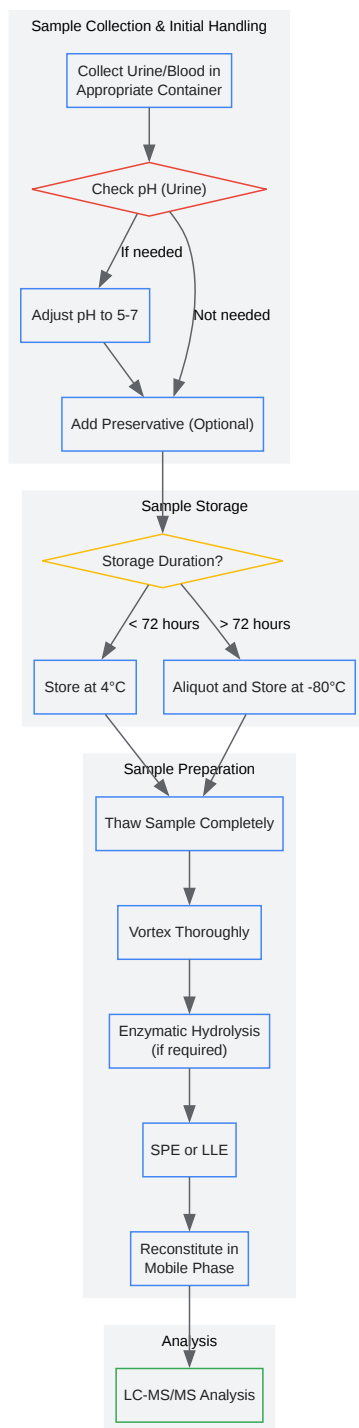 Sample Collection & Initial Handling
Collect Urine/Blood in
Appropriate Container
Check pH (Urine)
If needed
Adjust pH to 5-7
Not needed
Add Preservative (Optional)
Sample Storage
Storage Duration?
< 72 hours
> 72 hours
Store at 4°C
Aliquot and Store at -80°C
Sample Preparation
Thaw Sample Completely
Vortex Thoroughly
Enzymatic Hydrolysis
(if required)
SPE or LLE
Reconstitute in
Mobile Phase
Analysis
LC-MS/MS Analysis